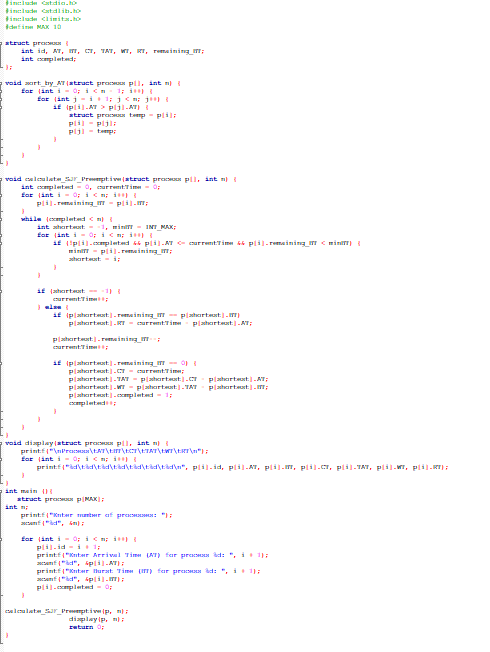 #include <stdio.h>
#include <stdlib.h>
#include <limits.h>
#define MAX 10
struct process {
int id, AT, BT, CT, TAT, WT, RT, remaining_BT;
int completed;
};
void sort_by_AT(struct process p[], int n) {
for (int i = 0; i < n - 1; i++) {
for (int j = i + 1; j < n; j++) {
if (p[i].AT > p[j].AT) {
struct process temp = p[i];
p[i] = p[j];
p[j] = temp;
}
}
}
}
void calculate_SJF_Preemptive(struct process p[], int n) {
int completed = 0, currentTime = 0;
for (int i = 0; i < n; i++) {
p[i].remaining_BT = p[i].BT;
}
while (completed < n) {
int shortest = -1, minBT = INT_MAX;
for (int i = 0; i < n; i++) {
if (!p[i].completed && p[i].AT <= currentTime && p[i].remaining_BT < minBT) {
minBT = p[i].remaining_BT;
shortest = i;
}
}
if (shortest == -1) {
currentTime++;
} else {
if (p[shortest].remaining_BT == p[shortest].BT)
p[shortest].RT = currentTime - p[shortest].AT;
p[shortest].remaining_BT--;
currentTime++;
if (p[shortest].remaining_BT == 0) {
p[shortest].CT = currentTime;
p[shortest].TAT = p[shortest].CT - p[shortest].AT;
p[shortest].WT = p[shortest].TAT - p[shortest].BT;
p[shortest].completed = 1;
completed++;
}
}
}
}
void display(struct process p[], int n) {
printf("\nProcess\tAT\tBT\tCT\tTAT\tWT\tRT\n");
for (int i = 0; i < n; i++) {
printf("%d\t%d\t%d\t%d\t%d\t%d\t%d\n", p[i].id, p[i].AT, p[i].BT, p[i].CT, p[i].TAT, p[i].WT, p[i].RT);
}
}
int main (){
struct process p[MAX];
int n;
printf("Enter number of processes: ");
scanf("%d", &n);
for (int i = 0; i < n; i++) {
p[i].id = i + 1;
printf("Enter Arrival Time (AT) for process %d: ", i + 1);
scanf("%d", &p[i].AT);
printf("Enter Burst Time (BT) for process %d: ", i + 1);
scanf("%d", &p[i].BT);
p[i].completed = 0;
}
calculate_SJF_Preemptive(p, n);
display(p, n);
return 0;
}